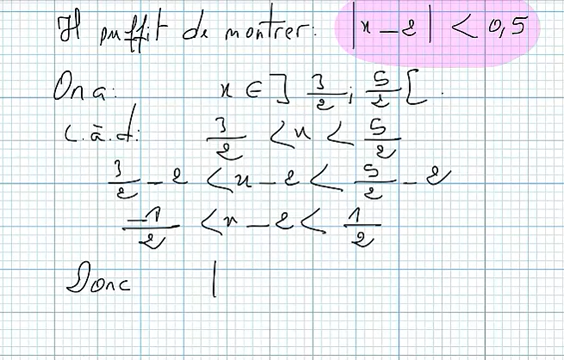 Il suffit de montrer: |x - 2| < 0,5
On a: x ∈ ] 3/2 ; 5/2 [.
c.à.d: 3/2 < x < 5/2
3/2 - 2 < x - 2 < 5/2 - 2
-1/2 < x - 2 < 1/2
Donc |